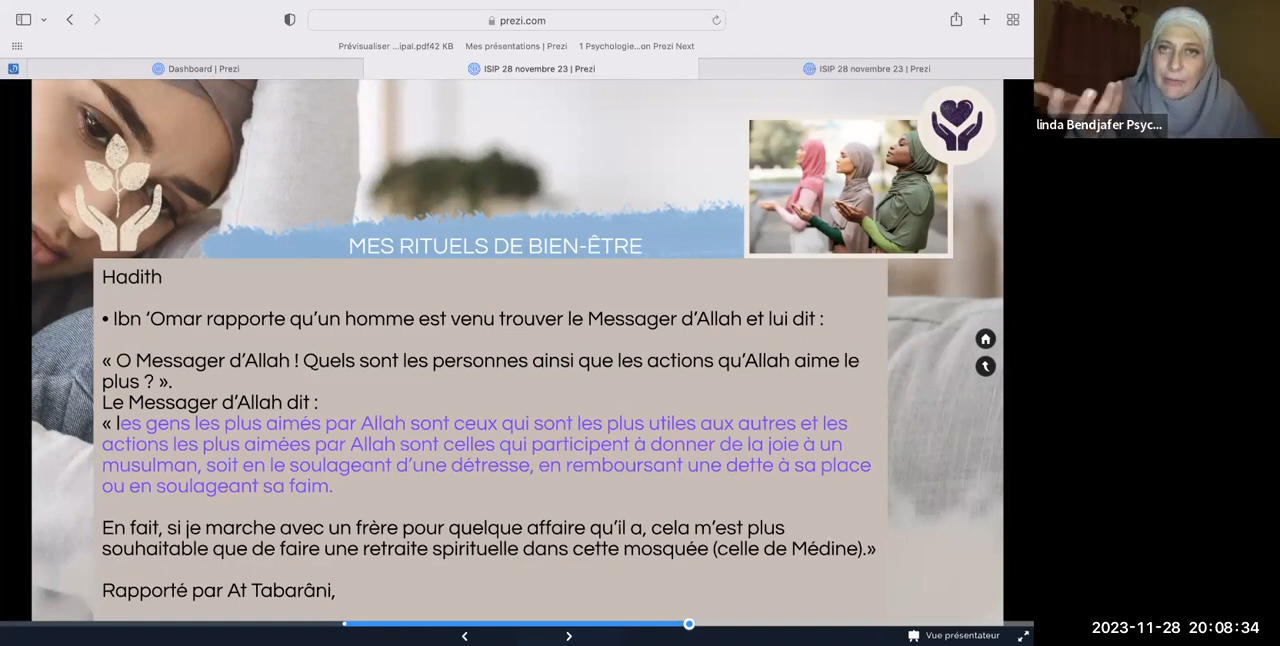 prezi.com
Prévisualiser ...ipal.pdf42 KB
Mes présentations | Prezi
1 Psychologie...on Prezi Next
Dashboard | Prezi
ISIP 28 novembre 23 | Prezi
ISIP 28 novembre 23 | Prezi
linda Bendjafer Psyc...
MES RITUELS DE BIEN-ÊTRE
Hadith
• Ibn ‘Omar rapporte qu’un homme est venu trouver le Messager d’Allah et lui dit :
« O Messager d’Allah ! Quels sont les personnes ainsi que les actions qu’Allah aime le
plus ? ».
Le Messager d’Allah dit :
« les gens les plus aimés par Allah sont ceux qui sont les plus utiles aux autres et les
actions les plus aimées par Allah sont celles qui participent à donner de la joie à un
musulman, soit en le soulageant d’une détresse, en remboursant une dette à sa place
ou en soulageant sa faim.
En fait, si je marche avec un frère pour quelque affaire qu’il a, cela m’est plus
souhaitable que de faire une retraite spirituelle dans cette mosquée (celle de Médine).»
Rapporté par At Tabarâni,
Vue présentateur
2023-11-28 20:08:34